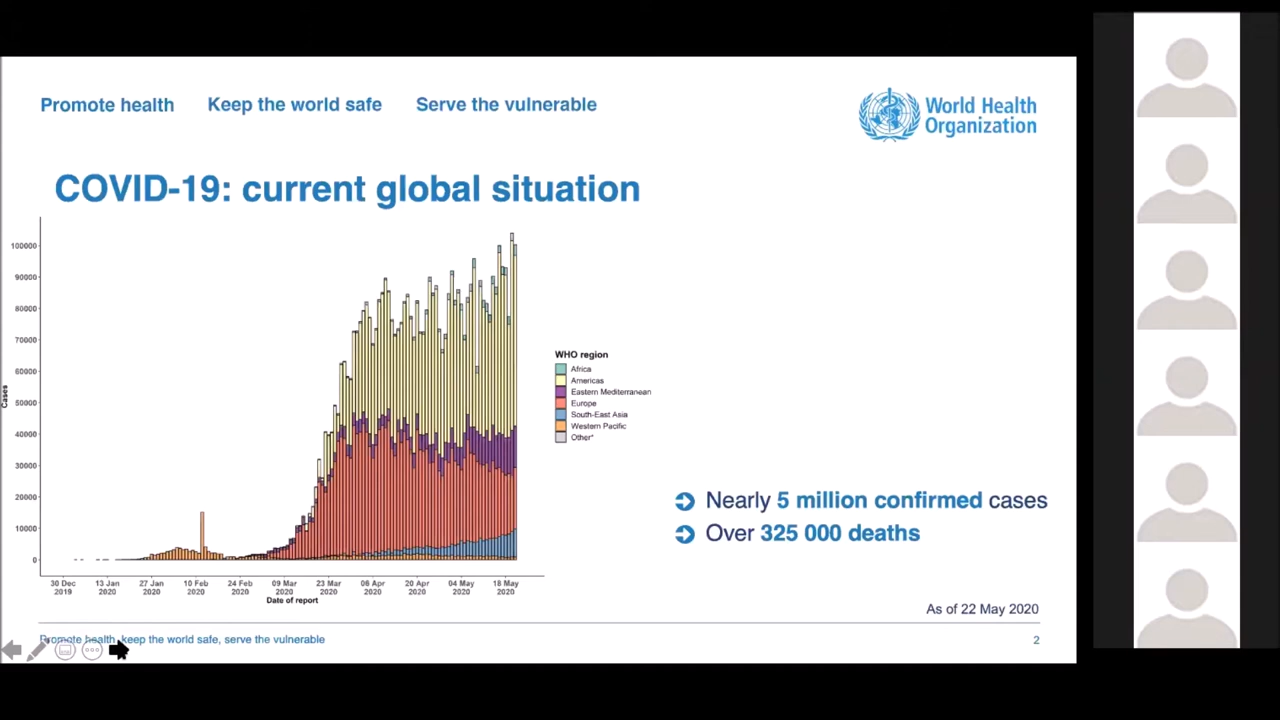 Promote health Keep the world safe Serve the vulnerable
World Health
Organization
COVID-19: current global situation
100000
90000
80000
70000
60000
50000
40000
30000
20000
10000
0
Cases
30 Dec 2019
13 Jan 2020
27 Jan 2020
10 Feb 2020
24 Feb 2020
09 Mar 2020
23 Mar 2020
06 Apr 2020
20 Apr 2020
04 May 2020
18 May 2020
Date of report
WHO region
Africa
Americas
Eastern Mediterranean
Europe
South-East Asia
Western Pacific
Other*
Nearly 5 million confirmed cases
Over 325 000 deaths
As of 22 May 2020
Promote health, keep the world safe, serve the vulnerable
2